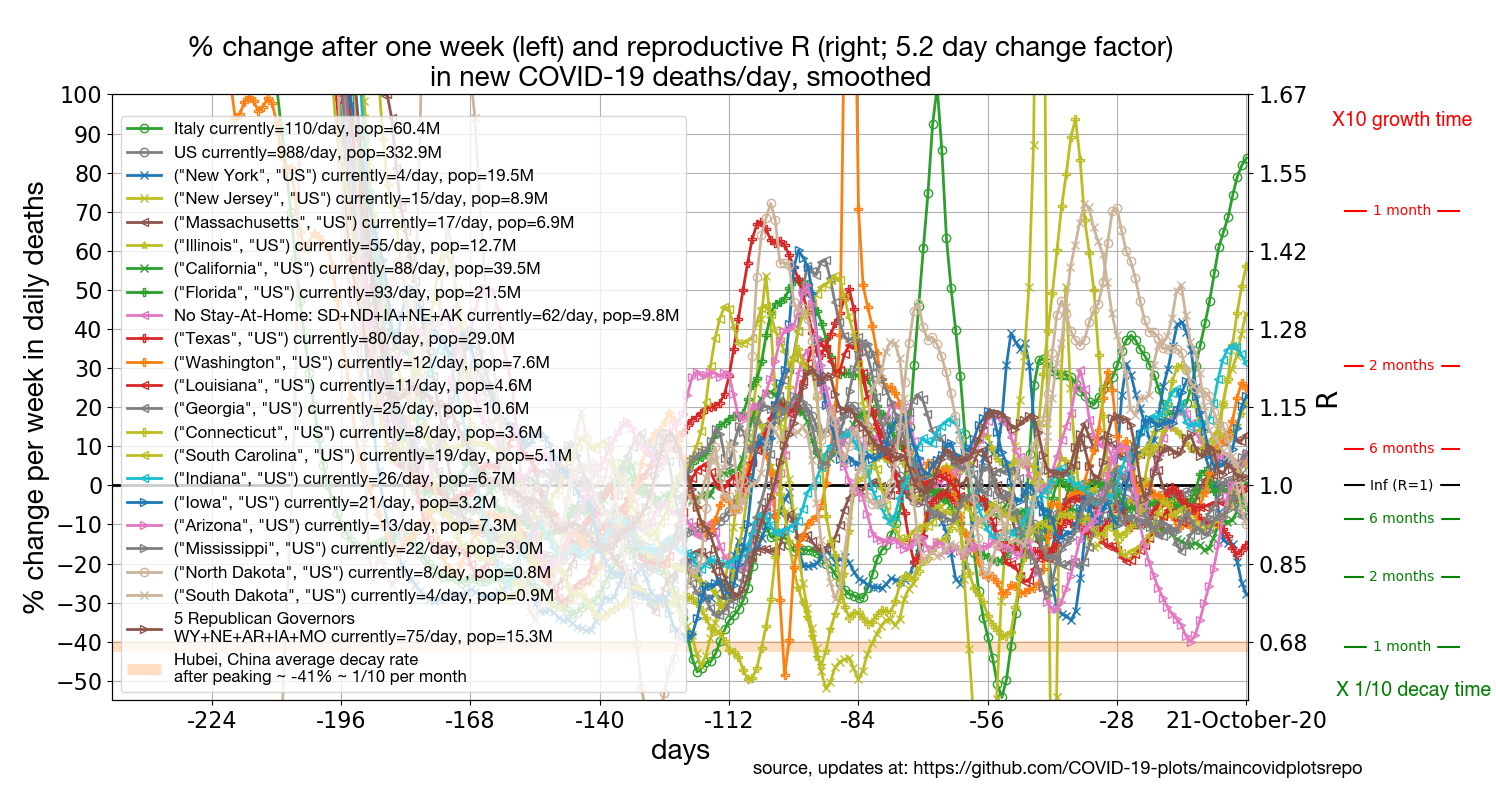 % change after one week (left) and reproductive R (right; 5.2 day change factor)
in new COVID-19 deaths/day, smoothed
% change per week in daily deaths
100
90
80
70
60
50
40
30
20
10
0
−10
−20
−30
−40
−50
Italy currently=110/day, pop=60.4M
US currently=988/day, pop=332.9M
("New York", "US") currently=4/day, pop=19.5M
("New Jersey", "US") currently=15/day, pop=8.9M
("Massachusetts", "US") currently=17/day, pop=6.9M
("Illinois", "US") currently=55/day, pop=12.7M
("California", "US") currently=88/day, pop=39.5M
("Florida", "US") currently=93/day, pop=21.5M
No Stay-At-Home: SD+ND+IA+NE+AK currently=62/day, pop=9.8M
("Texas", "US") currently=80/day, pop=29.0M
("Washington", "US") currently=12/day, pop=7.6M
("Louisiana", "US") currently=11/day, pop=4.6M
("Georgia", "US") currently=25/day, pop=10.6M
("Connecticut", "US") currently=8/day, pop=3.6M
("South Carolina", "US") currently=19/day, pop=5.1M
("Indiana", "US") currently=26/day, pop=6.7M
("Iowa", "US") currently=21/day, pop=3.2M
("Arizona", "US") currently=13/day, pop=7.3M
("Mississippi", "US") currently=22/day, pop=3.0M
("North Dakota", "US") currently=8/day, pop=0.8M
("South Dakota", "US") currently=4/day, pop=0.9M
5 Republican Governors
WY+NE+AR+IA+MO currently=75/day, pop=15.3M
Hubei, China average decay rate
after peaking ~ -41% ~ 1/10 per month
-224
-196
-168
-140
-112
-84
-56
-28
21-October-20
days
1.67
1.55
1.42
1.28
1.15
1.0
0.85
0.68
R
X10 growth time
1 month
2 months
6 months
Inf (R=1)
6 months
2 months
1 month
X 1/10 decay time
source, updates at: https://github.com/COVID-19-plots/maincovidplotsrepo